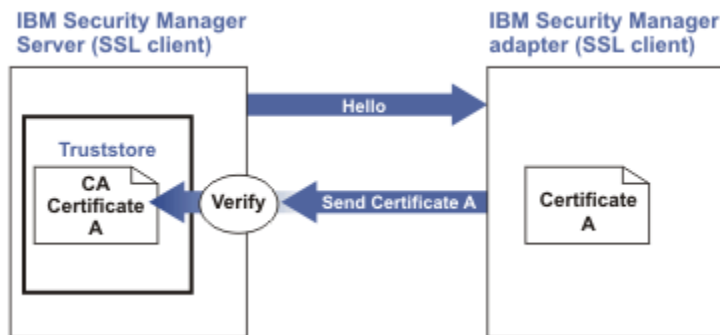 IBM Security Manager
Server (SSL client)
IBM Security Manager
adapter (SSL client)
Hello
Truststore
CA
Certificate
A
Verify
Send Certificate A
Certificate
A